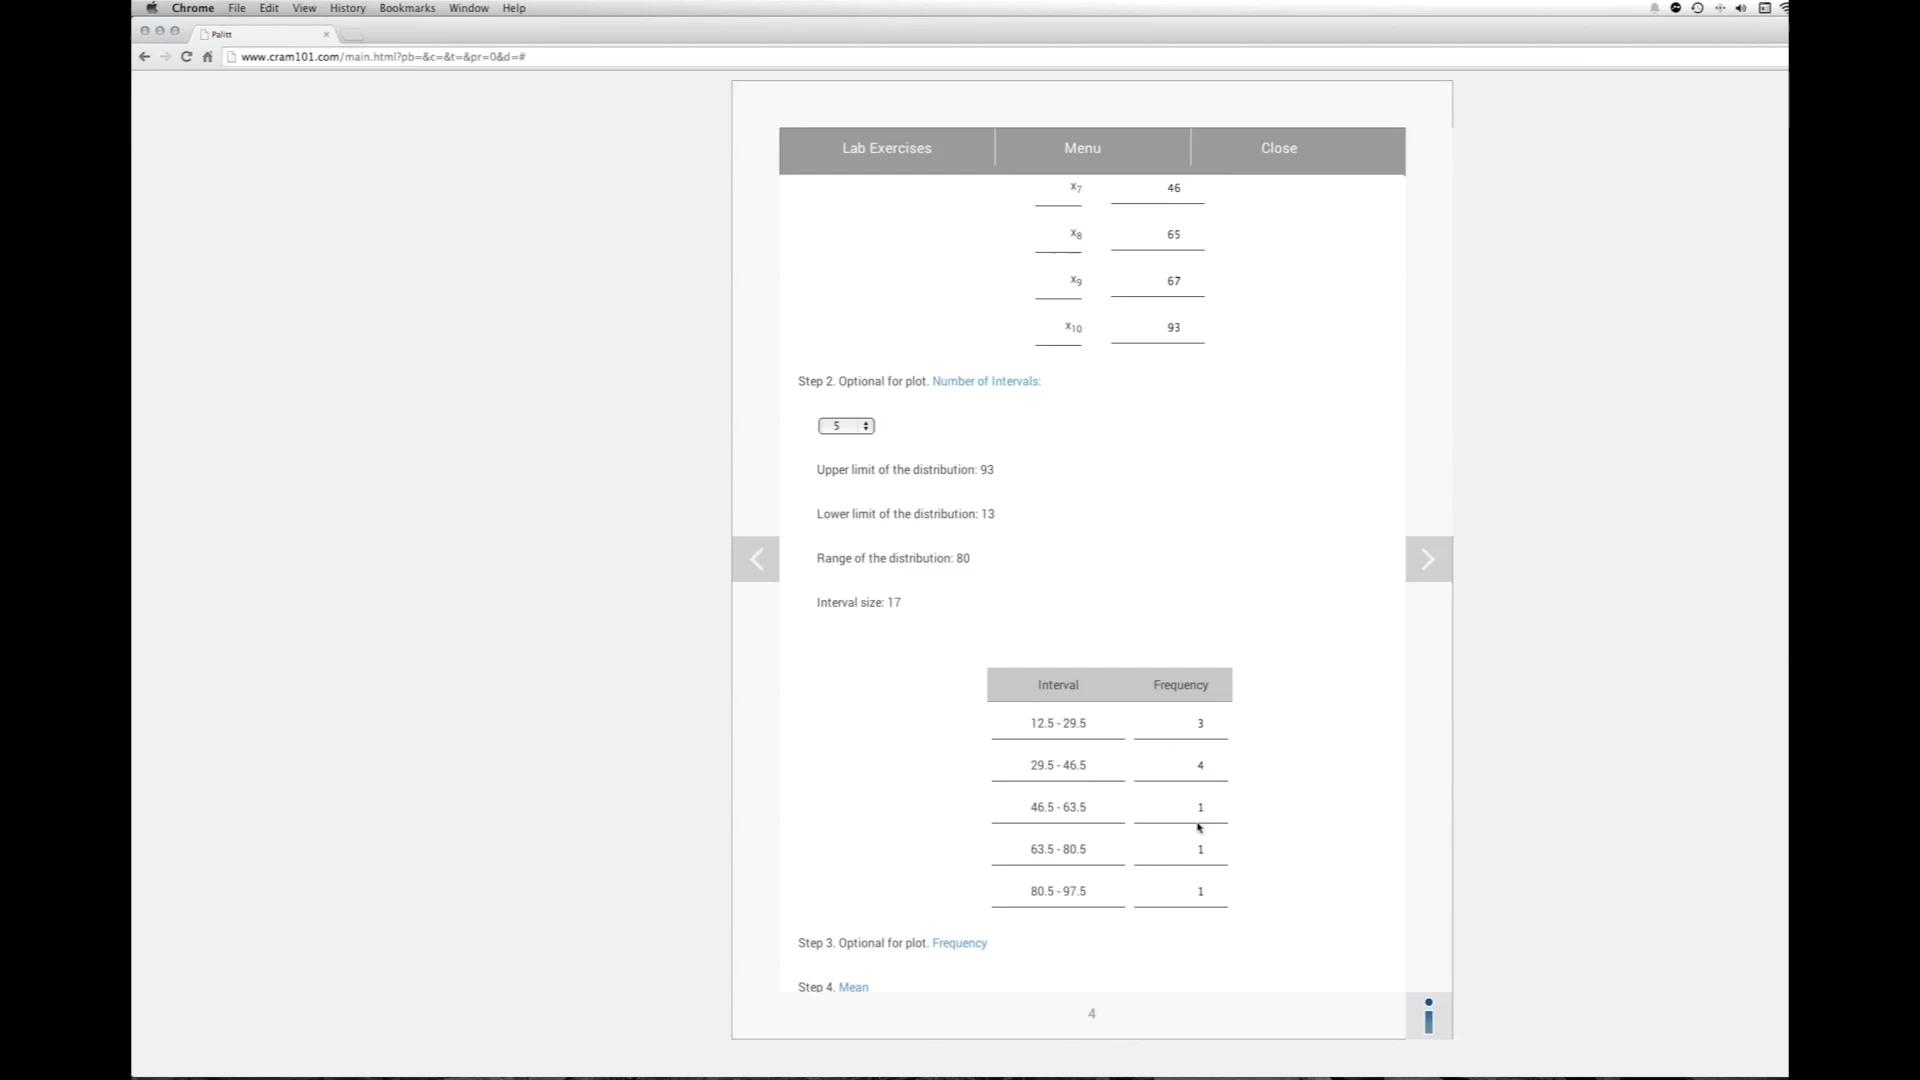 Chrome File Edit View History Bookmarks Window Help
Palitt
www.cram101.com/main.html?pb=&c=&t=&pr=0&d=#
Lab Exercises Menu Close
x7 46
x8 65
x9 67
x10 93
Step 2. Optional for plot. Number of Intervals:
5
Upper limit of the distribution: 93
Lower limit of the distribution: 13
Range of the distribution: 80
Interval size: 17
Interval Frequency
12.5 - 29.5 3
29.5 - 46.5 4
46.5 - 63.5 1
63.5 - 80.5 1
80.5 - 97.5 1
Step 3. Optional for plot. Frequency
Step 4. Mean
4